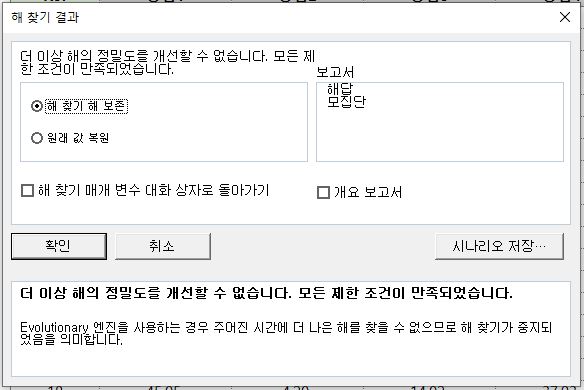 해 찾기 결과
더 이상 해의 정밀도를 개선할 수 없습니다. 모든 제
한 조건이 만족되었습니다.
보고서
해답
모집단
해 찾기 해 보존
원래 값 복원
해 찾기 매개 변수 대화 상자로 돌아가기
개요 보고서
확인
취소
시나리오 저장...
더 이상 해의 정밀도를 개선할 수 없습니다. 모든 제한 조건이 만족되었습니다.
Evolutionary 엔진을 사용하는 경우 주어진 시간에 더 나은 해를 찾을 수 없으므로 해 찾기가 중지되
었음을 의미합니다.